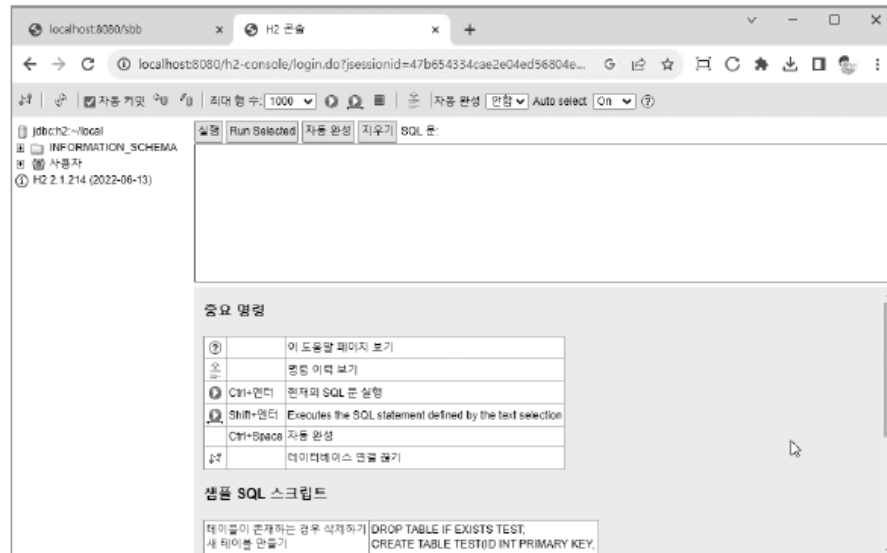 localhost:8080/sbb
H2 콘솔
localhost:8080/h2-console/login.do?jsessionid=47b654334cae2e04ed56804e...
자동 커밋 최대 행 수: 1000 자동 완성 안함 Auto select On
jdbc:h2:~/local
INFORMATION_SCHEMA
사용자
H2 2.1.214 (2022-06-13)
실행 Run Selected 자동 완성 지우기 SQL 문:
중요 명령
이 도움말 페이지 보기
명령 이력 보기
Ctrl+엔터 현재의 SQL 문 실행
Shift+엔터 Executes the SQL statement defined by the text selection
Ctrl+Space 자동 완성
데이터베이스 연결 끊기
샘플 SQL 스크립트
테이블이 존재하는 경우 삭제하기 DROP TABLE IF EXISTS TEST;
새 테이블 만들기 CREATE TABLE TEST(ID INT PRIMARY KEY,